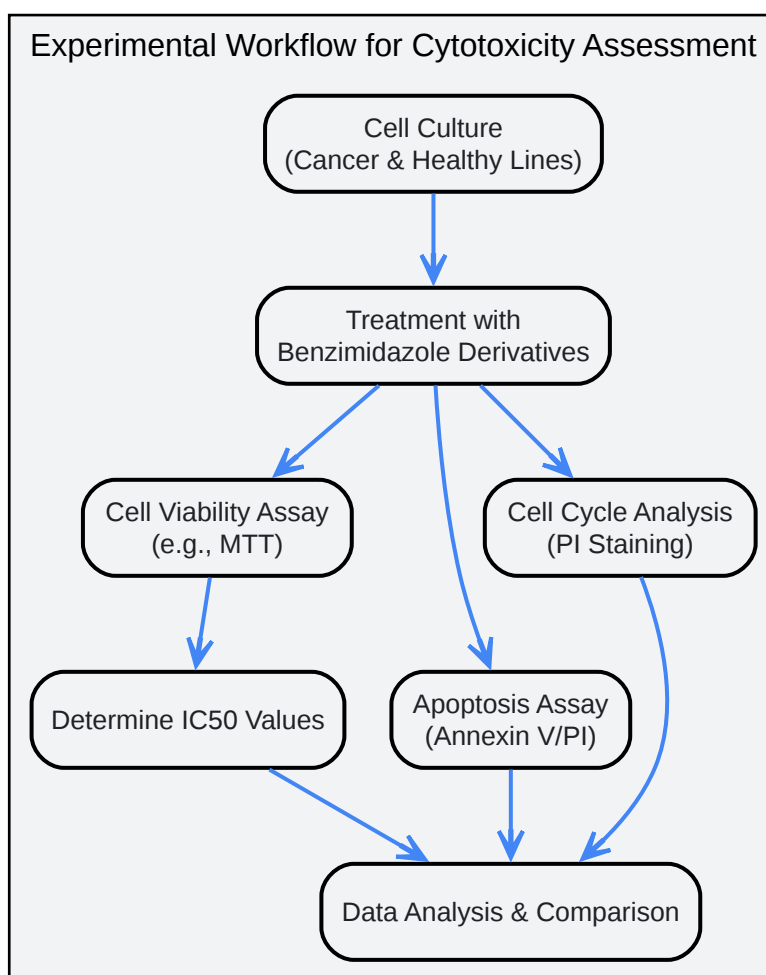 Experimental Workflow for Cytotoxicity Assessment
Cell Culture
(Cancer & Healthy Lines)
Treatment with
Benzimidazole Derivatives
Cell Viability Assay
(e.g., MTT)
Cell Cycle Analysis
(PI Staining)
Determine IC50 Values
Apoptosis Assay
(Annexin V/PI)
Data Analysis & Comparison